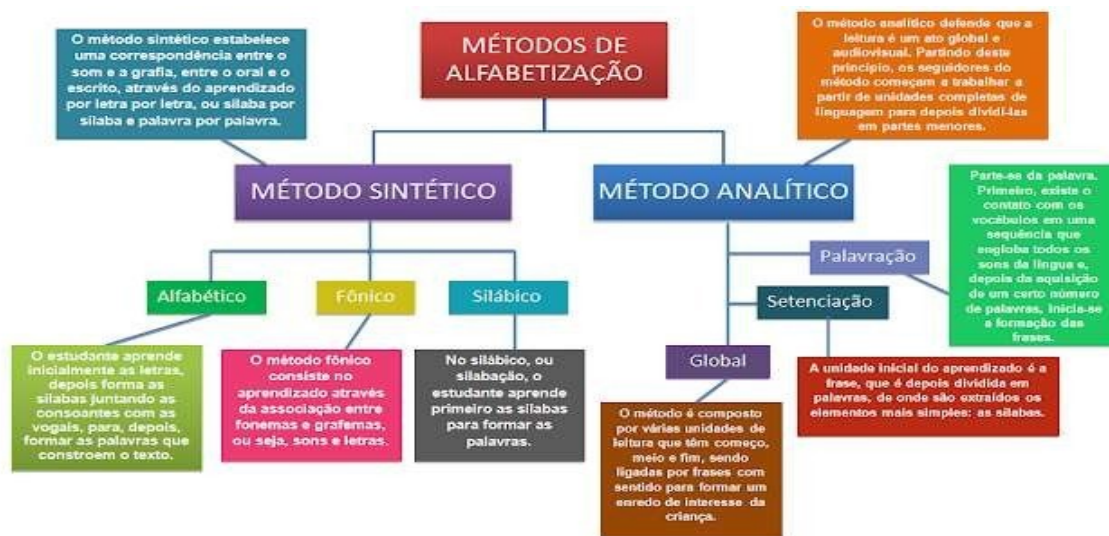 MÉTODOS DE
ALFABETIZAÇÃO
O método sintético estabelece
uma correspondência entre o
som e a grafia, entre o oral e o
escrito, através do aprendizado
por letra por letra, ou silaba por
sílaba e palavra por palavra.
O método analítico defende que a
leitura é um ato global e
audiovisual. Partindo deste
princípio, os seguidores do
método começam a trabalhar a
partir de unidades completas de
linguagem para depois dividi-las
em partes menores.
MÉTODO SINTÉTICO
MÉTODO ANALÍTICO
Parte-se da palavra.
Primeiro, existe o
contato com os
vocábulos em uma
sequência que
engloba todos os
sons da língua e,
depois da aquisição
de um certo número
de palavras, inicia-se
a formação das
frases.
Palavração
Alfabético
Fônico
Silábico
Setenciação
Global
O estudante aprende
inicialmente as letras,
depois forma as
sílabas juntando as
consoantes com as
vogais, para, depois,
formar as palavras que
constroem o texto.
O método fônico
consiste no
aprendizado através
da associação entre
fonemas e grafemas,
ou seja, sons e letras.
No silábico, ou
silabação, o
estudante aprende
primeiro as sílabas
para formar as
palavras.
O método é composto
por várias unidades de
leitura que têm começo,
meio e fim, sendo
ligadas por frases com
sentido para formar um
enredo de interesse da
criança.
A unidade inicial do aprendizado é a
frase, que é depois dividida em
palavras, de onde são extraídos os
elementos mais simples: as sílabas.